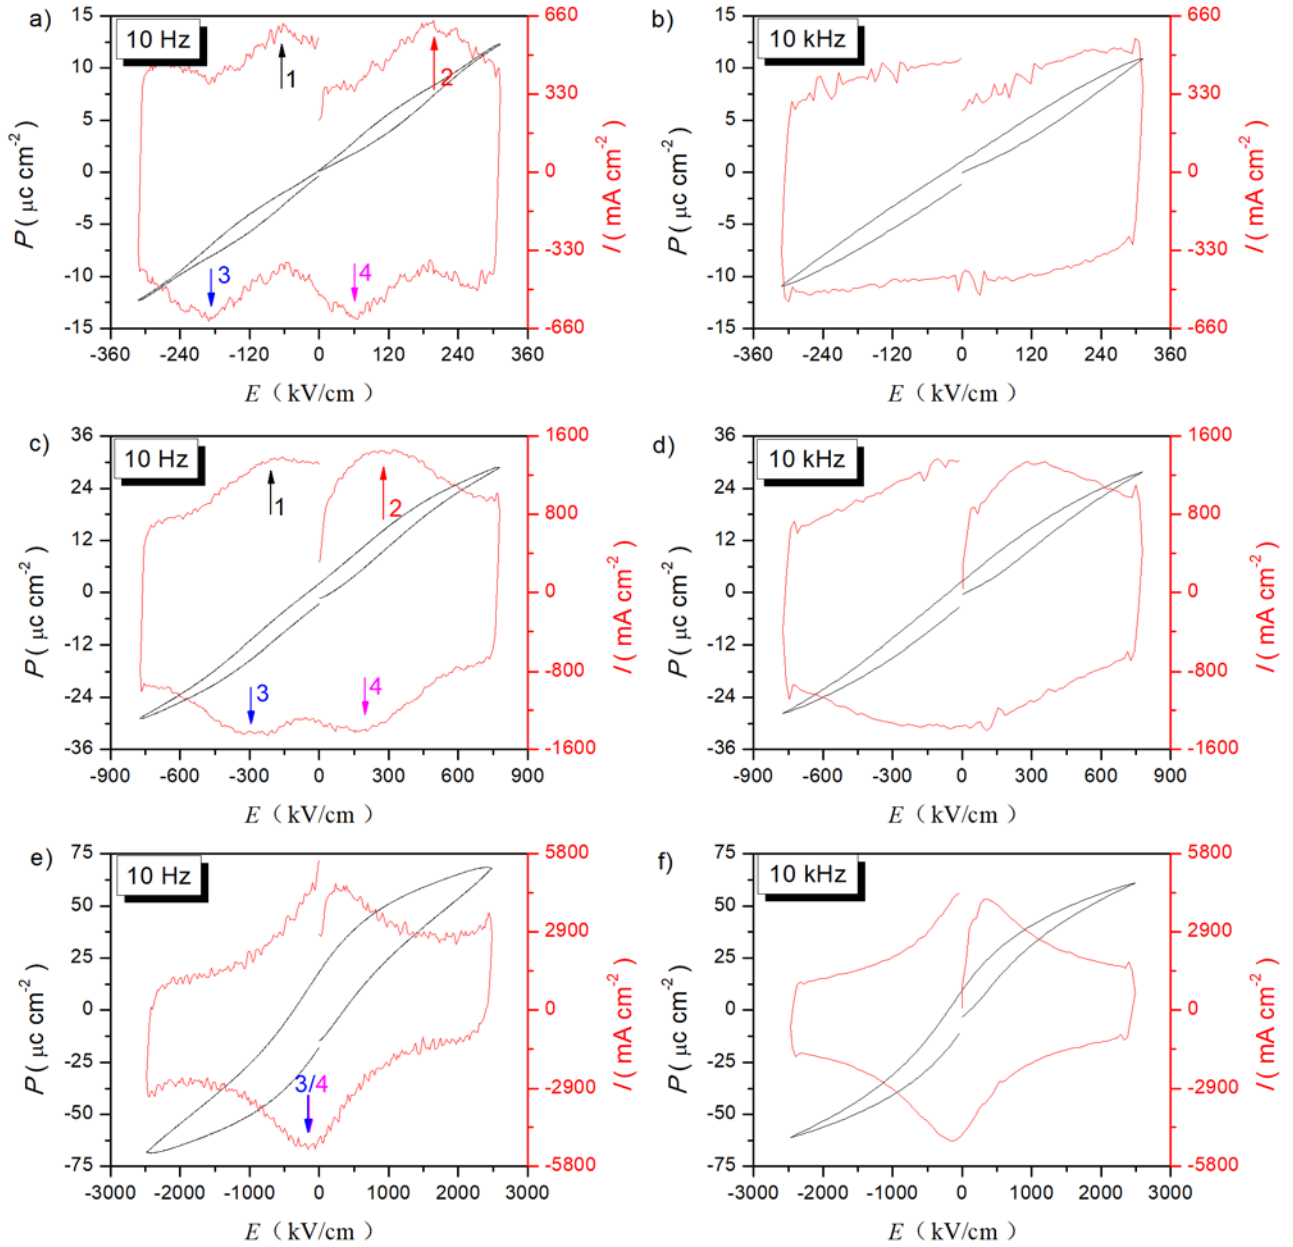 a)
10 Hz
15
10
5
0
-5
-10
-15
P ( μc cm-2)
660
330
0
-330
-660
I ( mA cm-2)
1
2
3
4
-360 -240 -120 0 120 240 360
E ( kV/cm )
b)
10 kHz
15
10
5
0
-5
-10
-15
P ( μc cm-2)
660
330
0
-330
-660
I ( mA cm-2)
-360 -240 -120 0 120 240 360
E ( kV/cm )
c)
10 Hz
36
24
12
0
-12
-24
-36
P ( μc cm-2)
1600
800
0
-800
-1600
I ( mA cm-2)
1
2
3
4
-900 -600 -300 0 300 600 900
E ( kV/cm )
d)
10 kHz
36
24
12
0
-12
-24
-36
P ( μc cm-2)
1600
800
0
-800
-1600
I ( mA cm-2)
-900 -600 -300 0 300 600 900
E ( kV/cm )
e)
10 Hz
75
50
25
0
-25
-50
-75
P ( μc cm-2)
5800
2900
0
-2900
-5800
I ( mA cm-2)
3/4
-3000 -2000 -1000 0 1000 2000 3000
E ( kV/cm )
f)
10 kHz
75
50
25
0
-25
-50
-75
P ( μc cm-2)
5800
2900
0
-2900
-5800
I ( mA cm-2)
-3000 -2000 -1000 0 1000 2000 3000
E ( kV/cm )